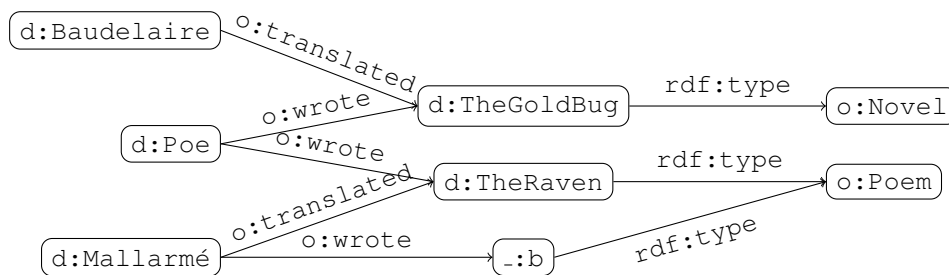 d:Baudelaire
o:translated
o:wrote
d:TheGoldBug
rdf:type
o:Novel
d:Poe
o:wrote
o:translated
d:TheRaven
rdf:type
o:Poem
d:Mallarmé
o:wrote
_:b
rdf:type